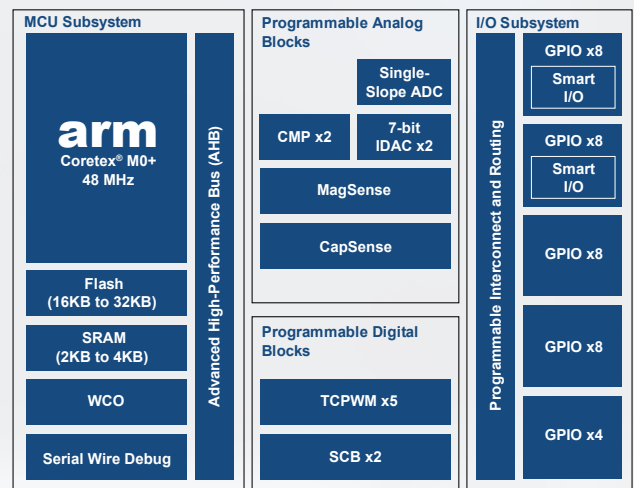 MCU Subsystem
arm
Coretex® M0+
48 MHz
Flash
(16KB to 32KB)
SRAM
(2KB to 4KB)
WCO
Serial Wire Debug
Advanced High-Performance Bus (AHB)
Programmable Analog
Blocks
Single-
Slope ADC
CMP x2
7-bit
IDAC x2
MagSense
CapSense
Programmable Digital
Blocks
TCPWM x5
SCB x2
I/O Subsystem
Programmable Interconnect and Routing
GPIO x8
Smart
I/O
GPIO x8
Smart
I/O
GPIO x8
GPIO x8
GPIO x4